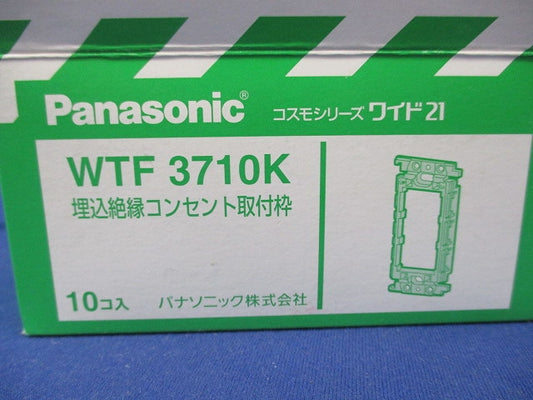 Panasonic® コスモシリーズ ワイド21
WTF 3710K
埋込絶縁コンセント取付枠
10コ入 パナソニック株式会社